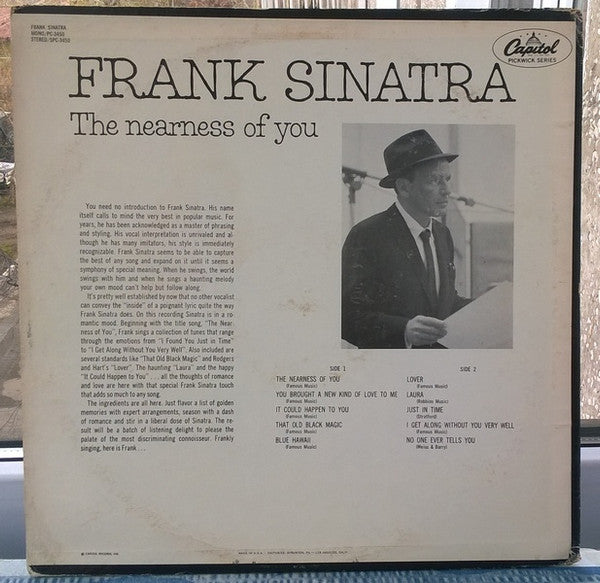 FRANK SINATRA
MONO/PC-3450
STEREO/SPC-3450
Capitol
PICKWICK SERIES
FRANK SINATRA
The nearness of you
You need no introduction to Frank Sinatra. His name
itself calls to mind the very best in popular music. For
years, he has been acknowledged as a master of phrasing
and styling. His vocal interpretation is unrivaled and al-
though he has many imitators, his style is immediately
recognizable. Frank Sinatra seems to be able to capture
the best of any song and expand on it until it seems a
symphony of special meaning. When he swings, the world
swings with him and when he sings a haunting melody
your own mood can't help but follow along.
It's pretty well established by now that no other vocalist
can convey the "inside" of a poignant lyric quite the way
Frank Sinatra does. On this recording Sinatra is in a ro-
mantic mood. Beginning with the title song, "The Near-
ness of You", Frank sings a collection of tunes that range
through the emotions from "I Found You Just in Time"
to "I Get Along Without You Very Well". Also included are
several standards like "That Old Black Magic" and Rodgers
and Hart's "Lover". The haunting "Laura" and the happy
"It Could Happen to You" . . . all the thoughts of romance
and love are here with that special Frank Sinatra touch
that adds so much to any song.
The ingredients are all here. Just flavor a list of golden
memories with expert arrangements, season with a dash
of romance and stir in a liberal dose of Sinatra. The re-
sult will be a batch of listening delight to please the
palate of the most discriminating connoisseur. Frankly
singing, here is Frank . . .
SIDE 1
THE NEARNESS OF YOU
(Famous Music)
YOU BROUGHT A NEW KIND OF LOVE TO ME
(Famous Music)
IT COULD HAPPEN TO YOU
(Famous Music)
THAT OLD BLACK MAGIC
(Famous Music)
BLUE HAWAII
(Famous Music)
SIDE 2
LOVER
(Famous Music)
LAURA
(Robbins Music)
JUST IN TIME
(Stratford)
I GET ALONG WITHOUT YOU VERY WELL
(Famous Music)
NO ONE EVER TELLS YOU
(Weiss & Barry)
© CAPITOL RECORDS, INC.
MADE IN U.S.A.